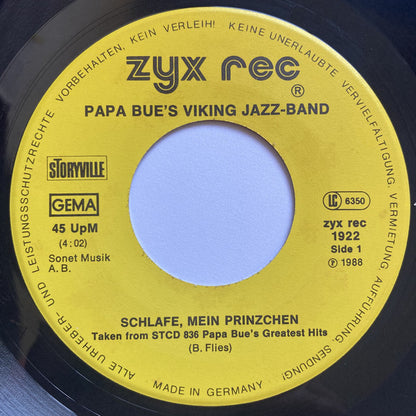 ALLE URHEBER- UND LEISTUNGSSCHUTZRECHTE VORBEHALTEN, KEIN VERLEIH! KEINE UNERLAUBTE VERVIELFÄLTIGUNG, VERMIETUNG, AUFFÜHRUNG, SENDUNG!
zyx rec ®
PAPA BUE'S VIKING JAZZ-BAND
STORYVILLE
GEMA
45 UpM
(4:02)
Sonet Musik
A. B.
LC 6350
zyx rec
1922
Side 1
℗ 1988
SCHLAFE, MEIN PRINZCHEN
Taken from STCD 836 Papa Bue's Greatest Hits
(B. Flies)
MADE IN GERMANY